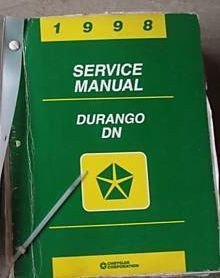 1998
SERVICE
MANUAL
DURANGO
DN
CHRYSLER
CORPORATION